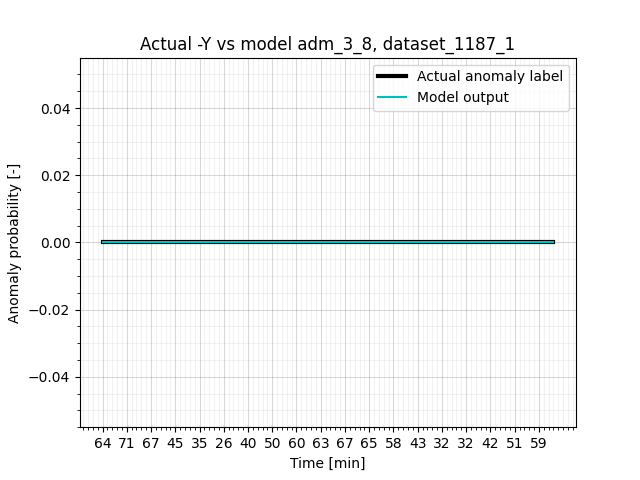 Actual -Y vs model adm_3_8, dataset_1187_1
Actual anomaly label
Model output
Anomaly probability [-]
0.04
0.02
0.00
−0.02
−0.04
64 71 67 45 35 26 40 50 60 63 67 65 58 43 32 32 42 51 59
Time [min]